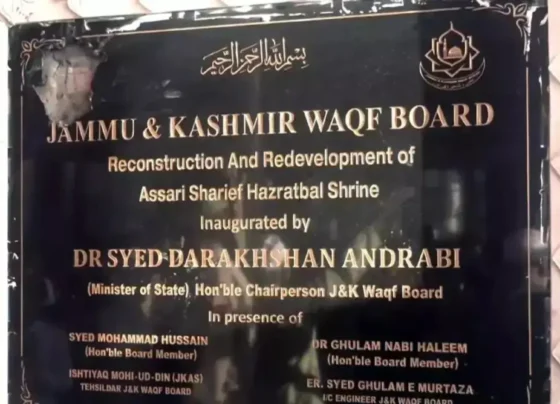 بسم الله الرحمن الرحيم
JAMMU & KASHMIR WAQF BOARD
Reconstruction And Redevelopment of
Assari Sharief Hazratbal Shrine
Inaugurated by
DR SYED DARAKHSHAN ANDRABI
(Minister of State) Hon'ble Chairperson J&K Waqf Board
In presence of
SYED MOHAMMAD HUSSAIN
(Hon'ble Board Member)
DR GHULAM NABI HALEEM
(Hon'ble Board Member)
ISHTIYAQ MOHI-UD-DIN (JKAS)
TEHSILDAR J&K WAQF BOARD
ER. SYED GHULAM E MURTAZA
I/C ENGINEER J&K WAQF BOARD